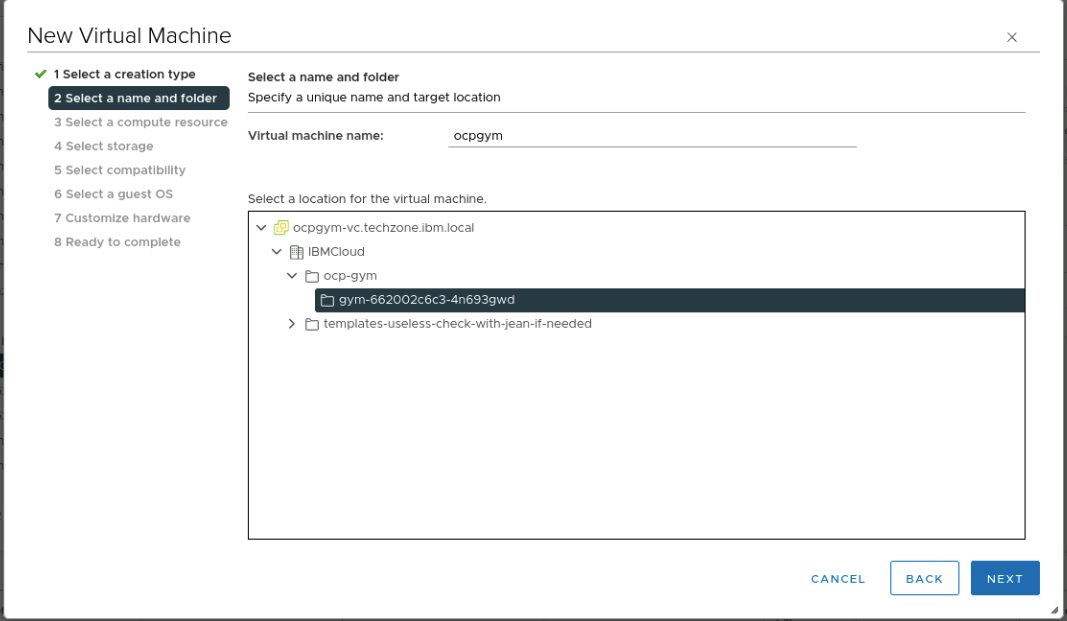 New Virtual Machine
1 Select a creation type
2 Select a name and folder
3 Select a compute resource
4 Select storage
5 Select compatibility
6 Select a guest OS
7 Customize hardware
8 Ready to complete
Select a name and folder
Specify a unique name and target location
Virtual machine name: ocpgym
Select a location for the virtual machine.
ocpgym-vc.techzone.ibm.local
IBMCloud
ocp-gym
gym-662002c6c3-4n693gwd
templates-useless-check-with-jean-if-needed
CANCEL BACK NEXT